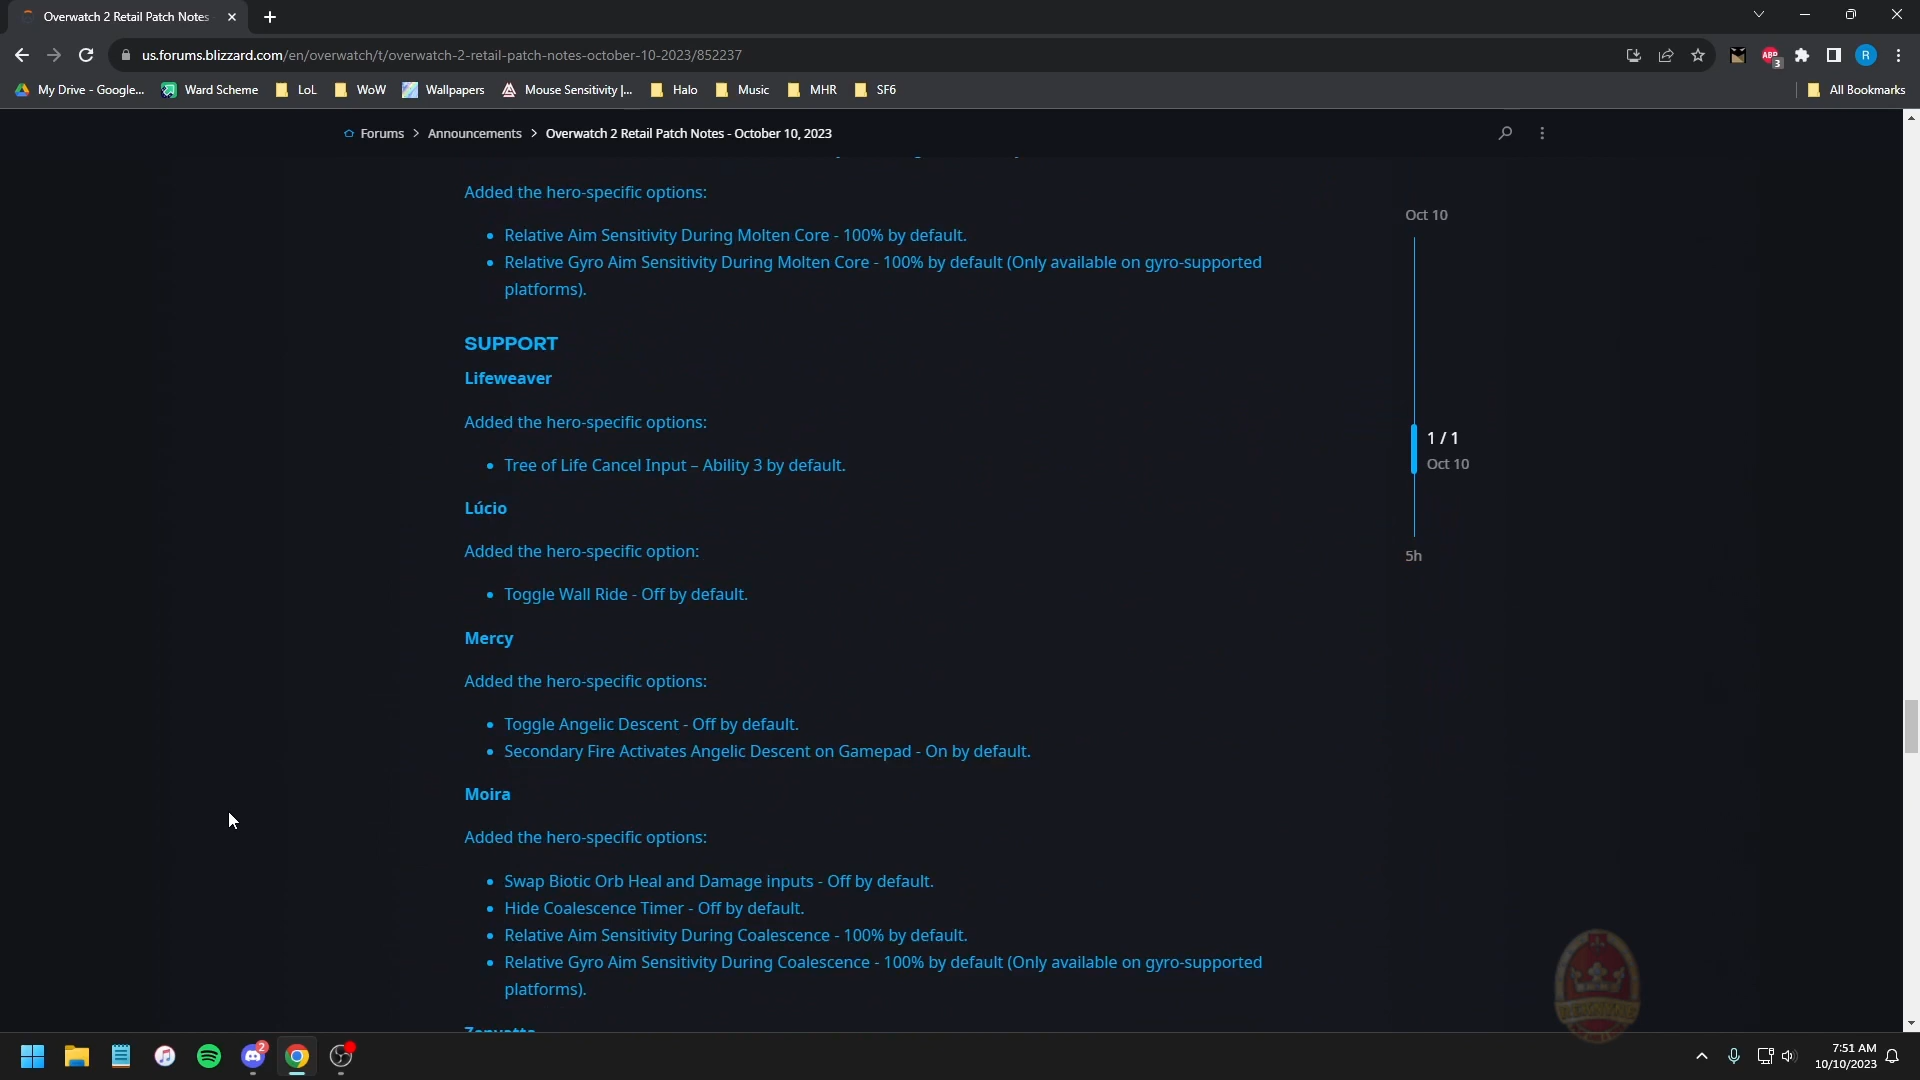 Overwatch 2 Retail Patch Notes
us.forums.blizzard.com/en/overwatch/t/overwatch-2-retail-patch-notes-october-10-2023/852237
ABP
3
R
My Drive - Google...
Ward Scheme
LoL
WoW
Wallpapers
Mouse Sensitivity |...
Halo
Music
MHR
SF6
All Bookmarks
Forums > Announcements > Overwatch 2 Retail Patch Notes - October 10, 2023
Added the hero-specific options:
• Relative Aim Sensitivity During Molten Core - 100% by default.
• Relative Gyro Aim Sensitivity During Molten Core - 100% by default (Only available on gyro-supported
platforms).
SUPPORT
Lifeweaver
Added the hero-specific options:
• Tree of Life Cancel Input – Ability 3 by default.
Lúcio
Added the hero-specific option:
• Toggle Wall Ride - Off by default.
Mercy
Added the hero-specific options:
• Toggle Angelic Descent - Off by default.
• Secondary Fire Activates Angelic Descent on Gamepad - On by default.
Moira
Added the hero-specific options:
• Swap Biotic Orb Heal and Damage inputs - Off by default.
• Hide Coalescence Timer - Off by default.
• Relative Aim Sensitivity During Coalescence - 100% by default.
• Relative Gyro Aim Sensitivity During Coalescence - 100% by default (Only available on gyro-supported
platforms).
Oct 10
1 / 1
Oct 10
5h
2
7:51 AM
10/10/2023